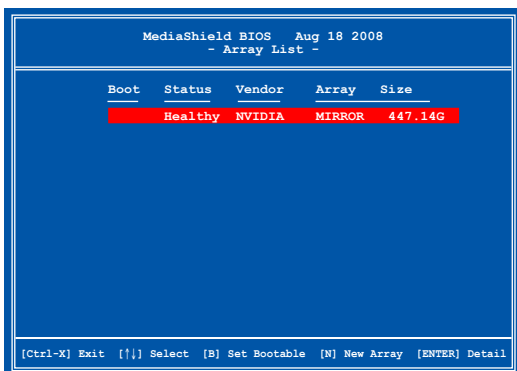 MediaShield BIOS Aug 18 2008
- Array List -
Boot Status Vendor Array Size
Healthy NVIDIA MIRROR 447.14G
[Ctrl-X] Exit [↑↓] Select [B] Set Bootable [N] New Array [ENTER] Detail